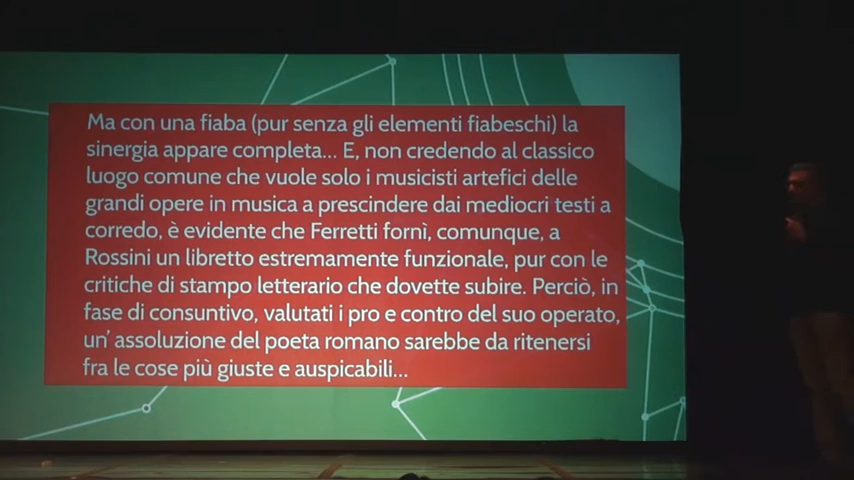 Ma con una fiaba (pur senza gli elementi fiabeschi) la
sinergia appare completa... E, non credendo al classico
luogo comune che vuole solo i musicisti artefici delle
grandi opere in musica a prescindere dai mediocri testi a
corredo, è evidente che Ferretti fornì, comunque, a
Rossini un libretto estremamente funzionale, pur con le
critiche di stampo letterario che dovette subire. Perciò, in
fase di consuntivo, valutati i pro e contro del suo operato,
un' assoluzione del poeta romano sarebbe da ritenersi
fra le cose più giuste e auspicabili...